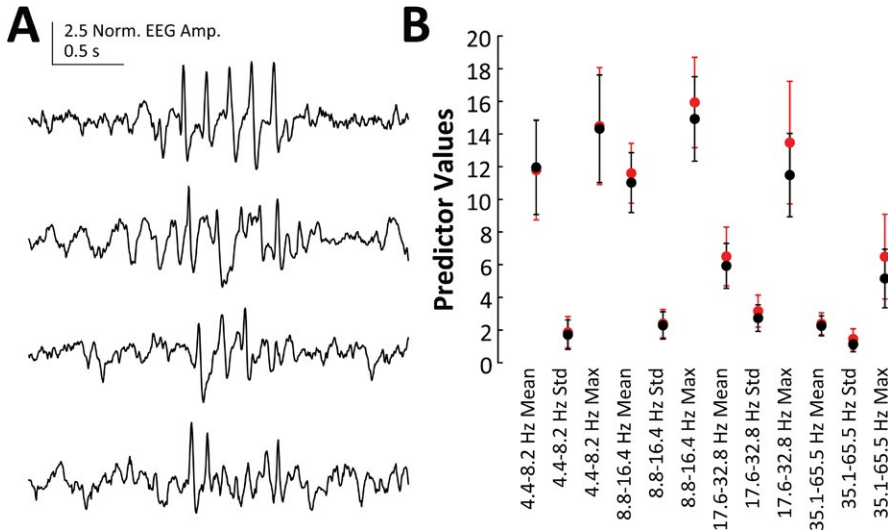 A
2.5 Norm. EEG Amp.
0.5 s
B
Predictor Values
20
18
16
14
12
10
8
6
4
2
0
4.4-8.2 Hz Mean
4.4-8.2 Hz Std
4.4-8.2 Hz Max
8.8-16.4 Hz Mean
8.8-16.4 Hz Std
8.8-16.4 Hz Max
17.6-32.8 Hz Mean
17.6-32.8 Hz Std
17.6-32.8 Hz Max
35.1-65.5 Hz Mean
35.1-65.5 Hz Std
35.1-65.5 Hz Max